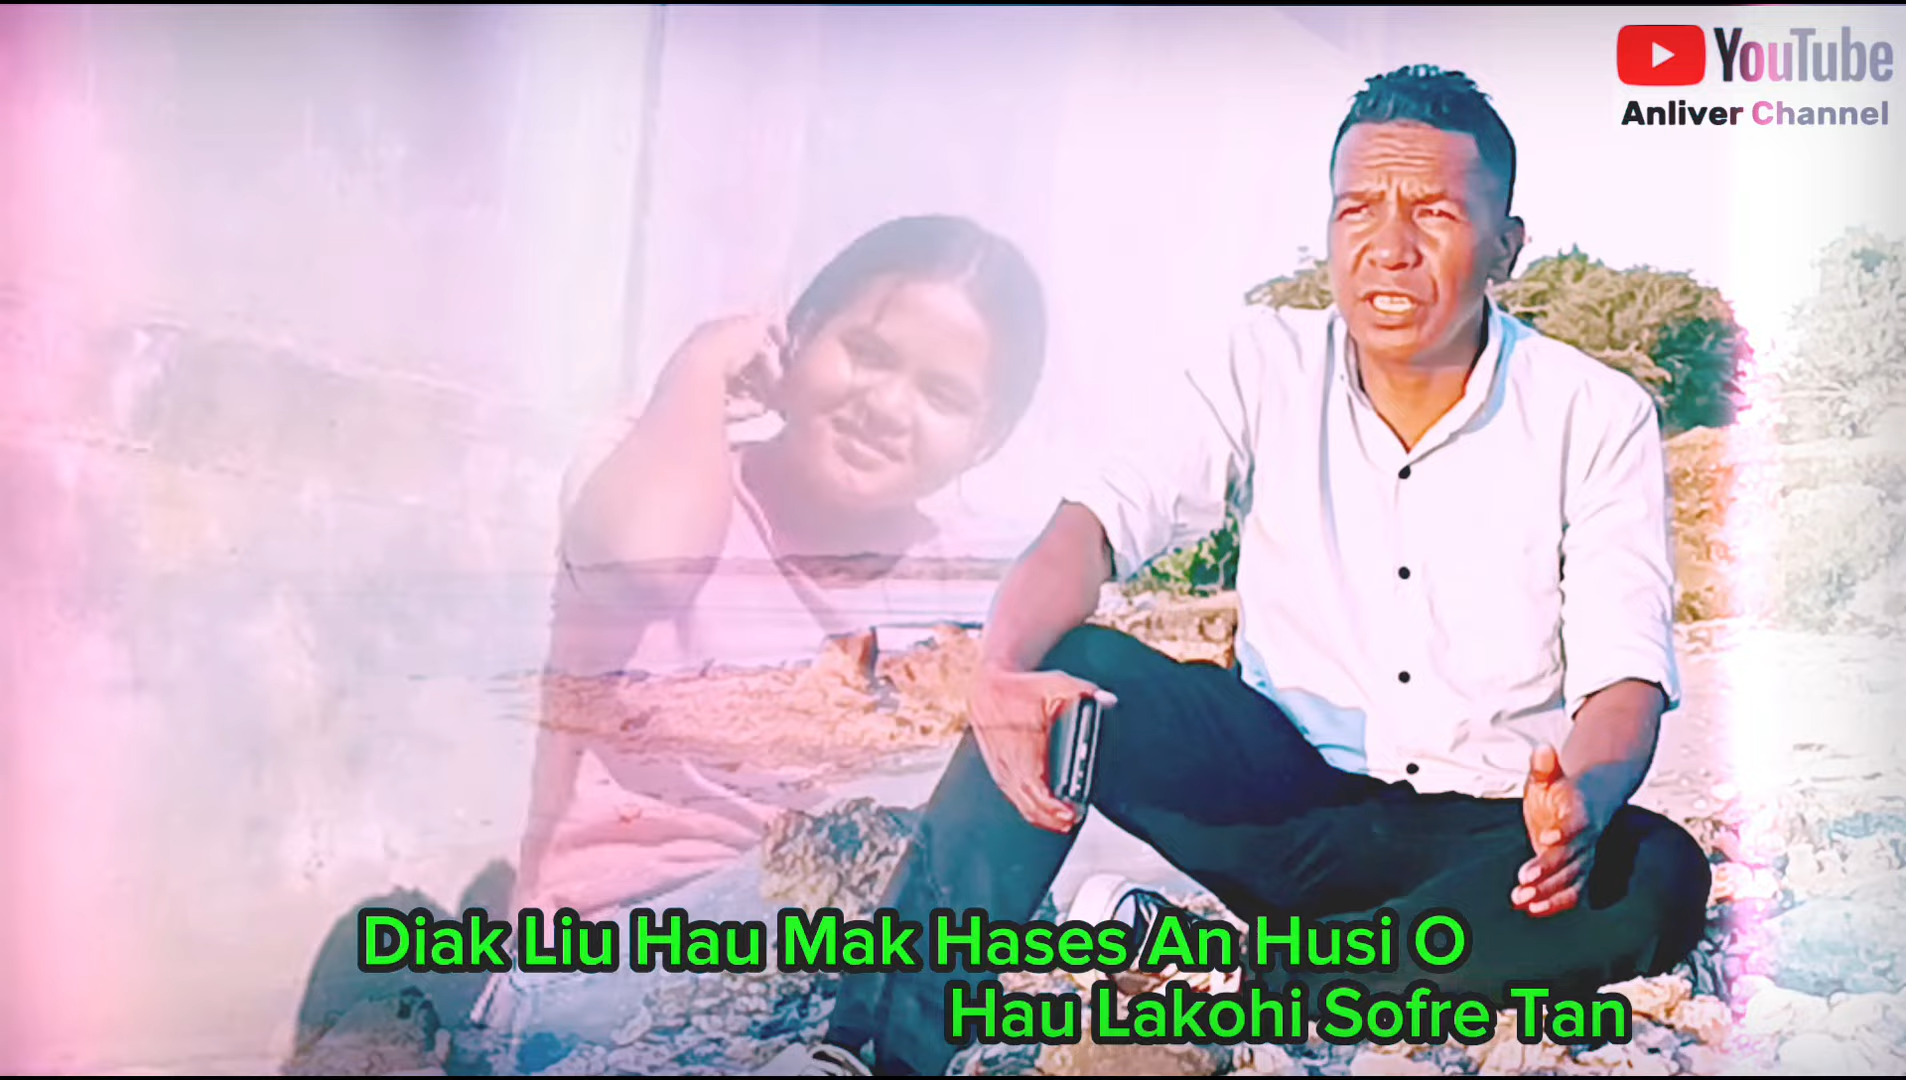 YouTube
Anliver Channel
Diak Liu Hau Mak Hases An Husi O
Hau Lakohi Sofre Tan